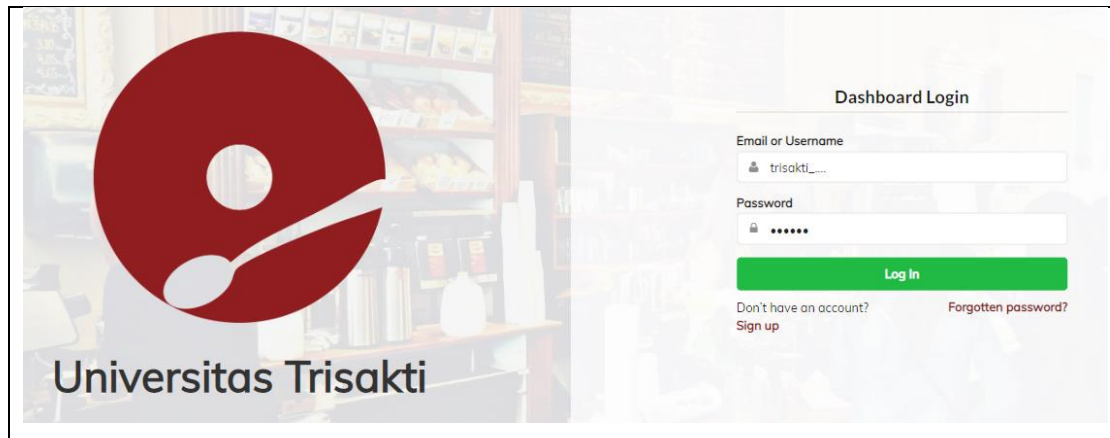 Universitas Trisakti
Dashboard Login
Email or Username
trisakti_....
Password
••••••
Log In
Don't have an account?
Forgotten password?
Sign up